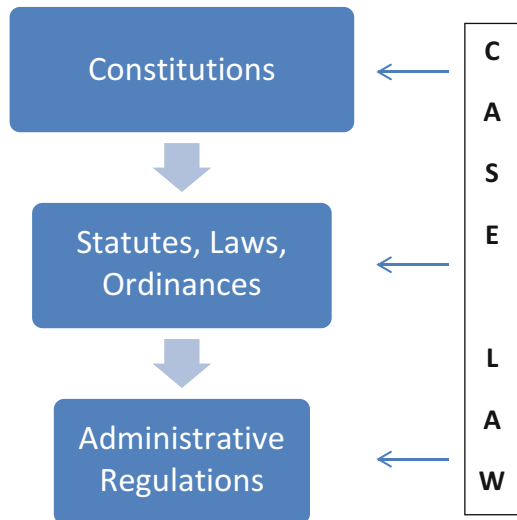 Constitutions
Statutes, Laws,
Ordinances
Administrative
Regulations
C
A
S
E
L
A
W